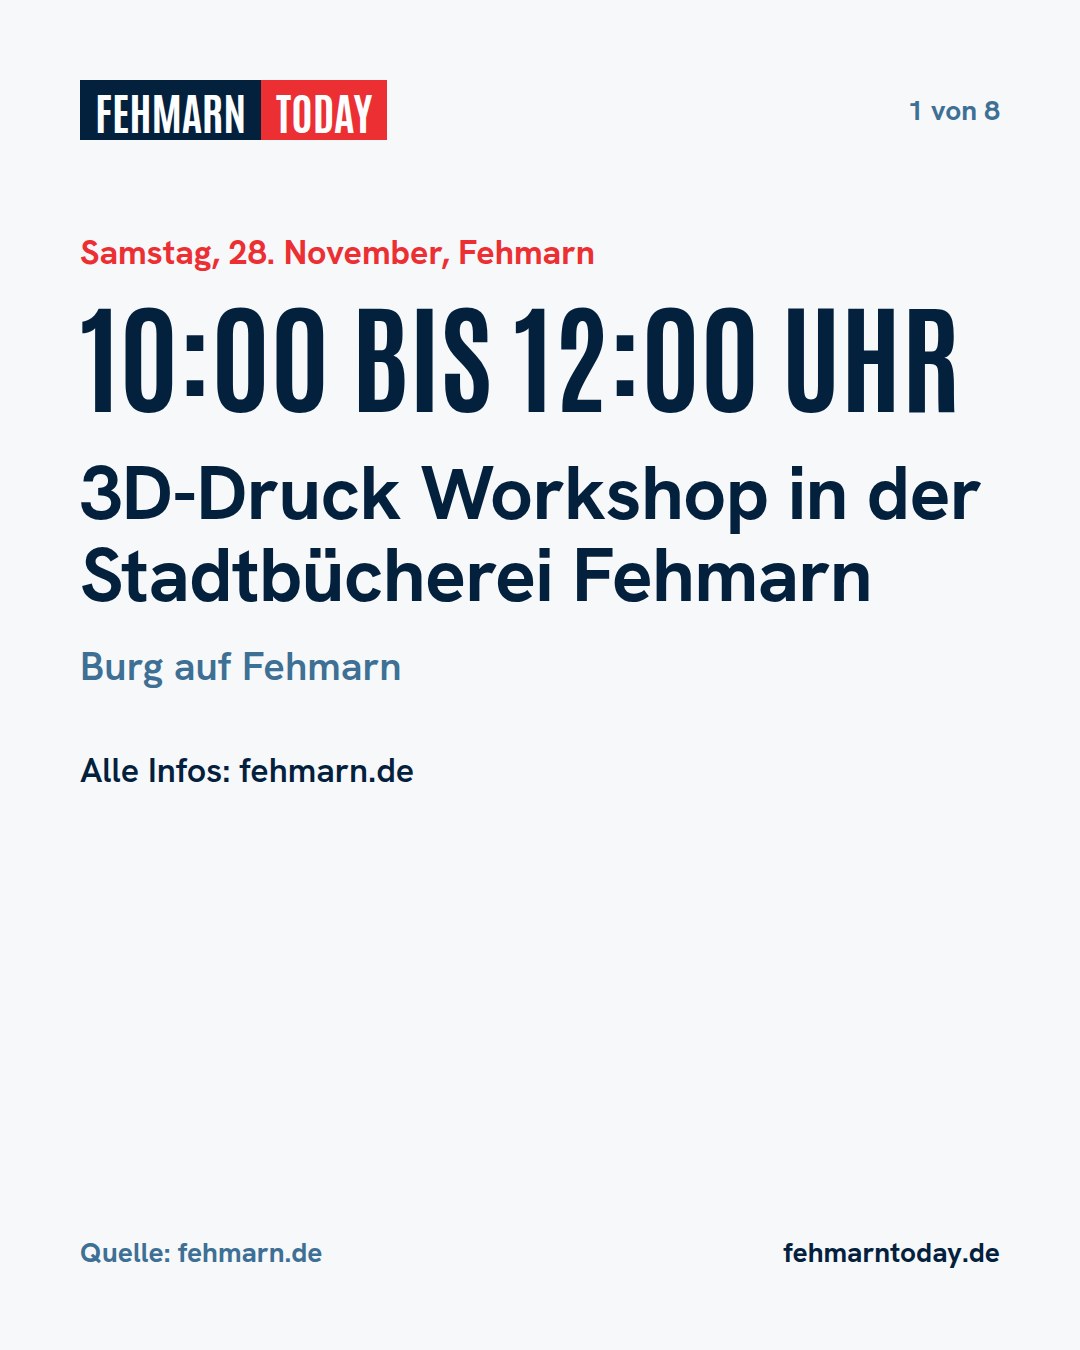 FEHMARN TODAY
1 von 8
Samstag, 28. November, Fehmarn
10:00 BIS 12:00 UHR
3D-Druck Workshop in der
Stadtbücherei Fehmarn
Burg auf Fehmarn
Alle Infos: fehmarn.de
Quelle: fehmarn.de
fehmarntoday.de